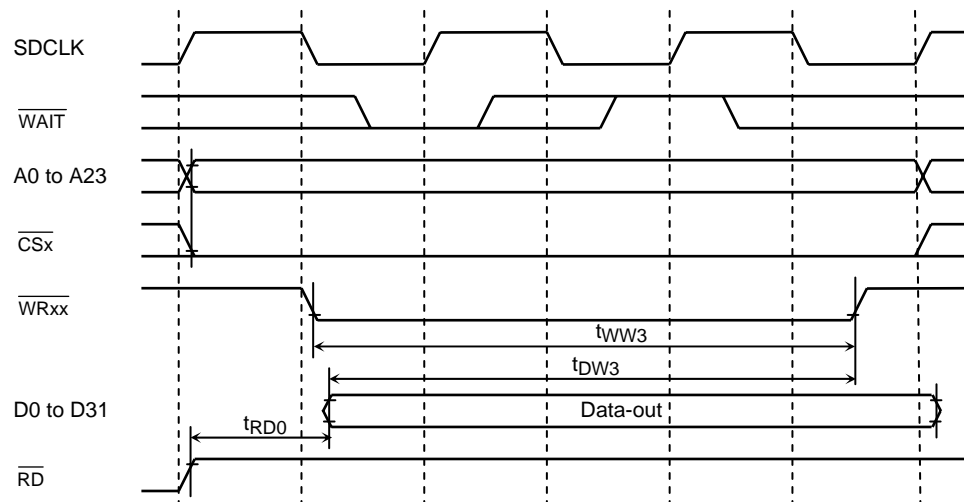 SDCLK
WAIT
A0 to A23
CSx
WRxx
tWW3
tDW3
D0 to D31
Data-out
tRD0
RD